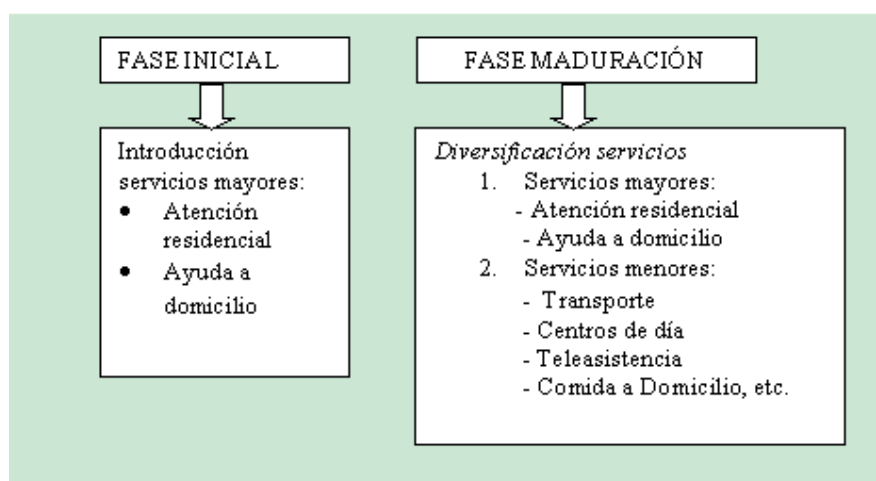 FASE INICIAL
Introducción
servicios mayores:
• Atención
residencial
• Ayuda a
domicilio
FASE MADURACIÓN
Diversificación servicios
1. Servicios mayores:
- Atención residencial
- Ayuda a domicilio
2. Servicios menores:
- Transporte
- Centros de día
- Teleasistencia
- Comida a Domicilio, etc.